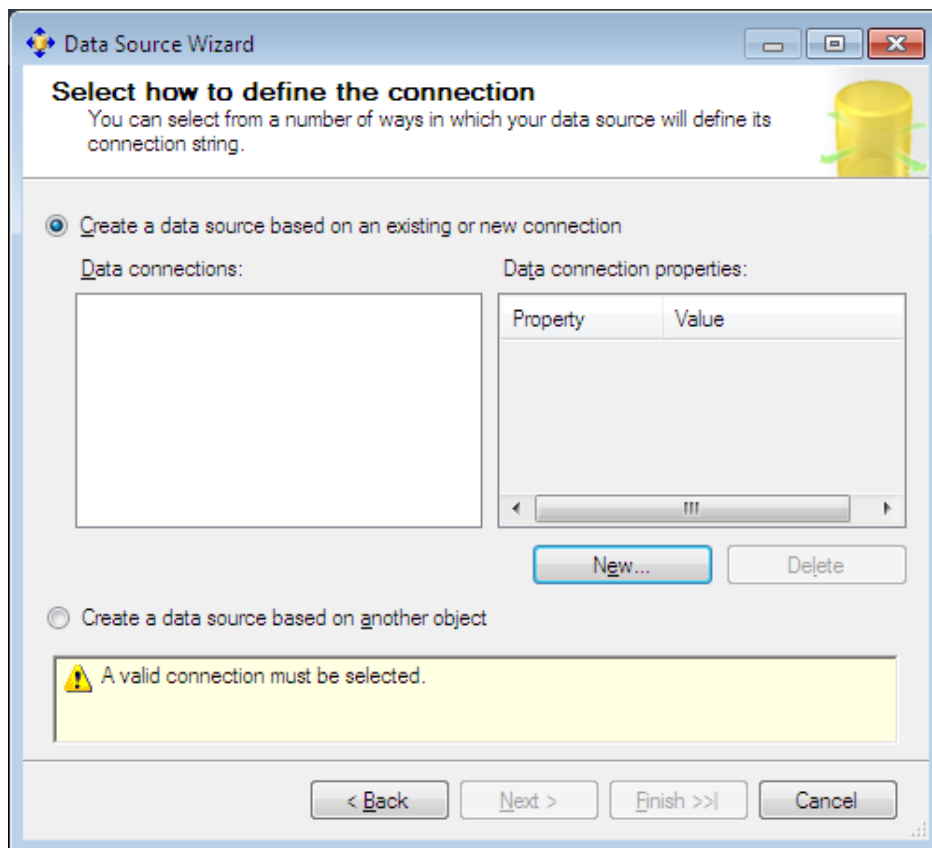 Data Source Wizard
Select how to define the connection
You can select from a number of ways in which your data source will define its
connection string.
Create a data source based on an existing or new connection
Data connections:
Data connection properties:
Property Value
New... Delete
Create a data source based on another object
A valid connection must be selected.
< Back Next > Finish >>| Cancel